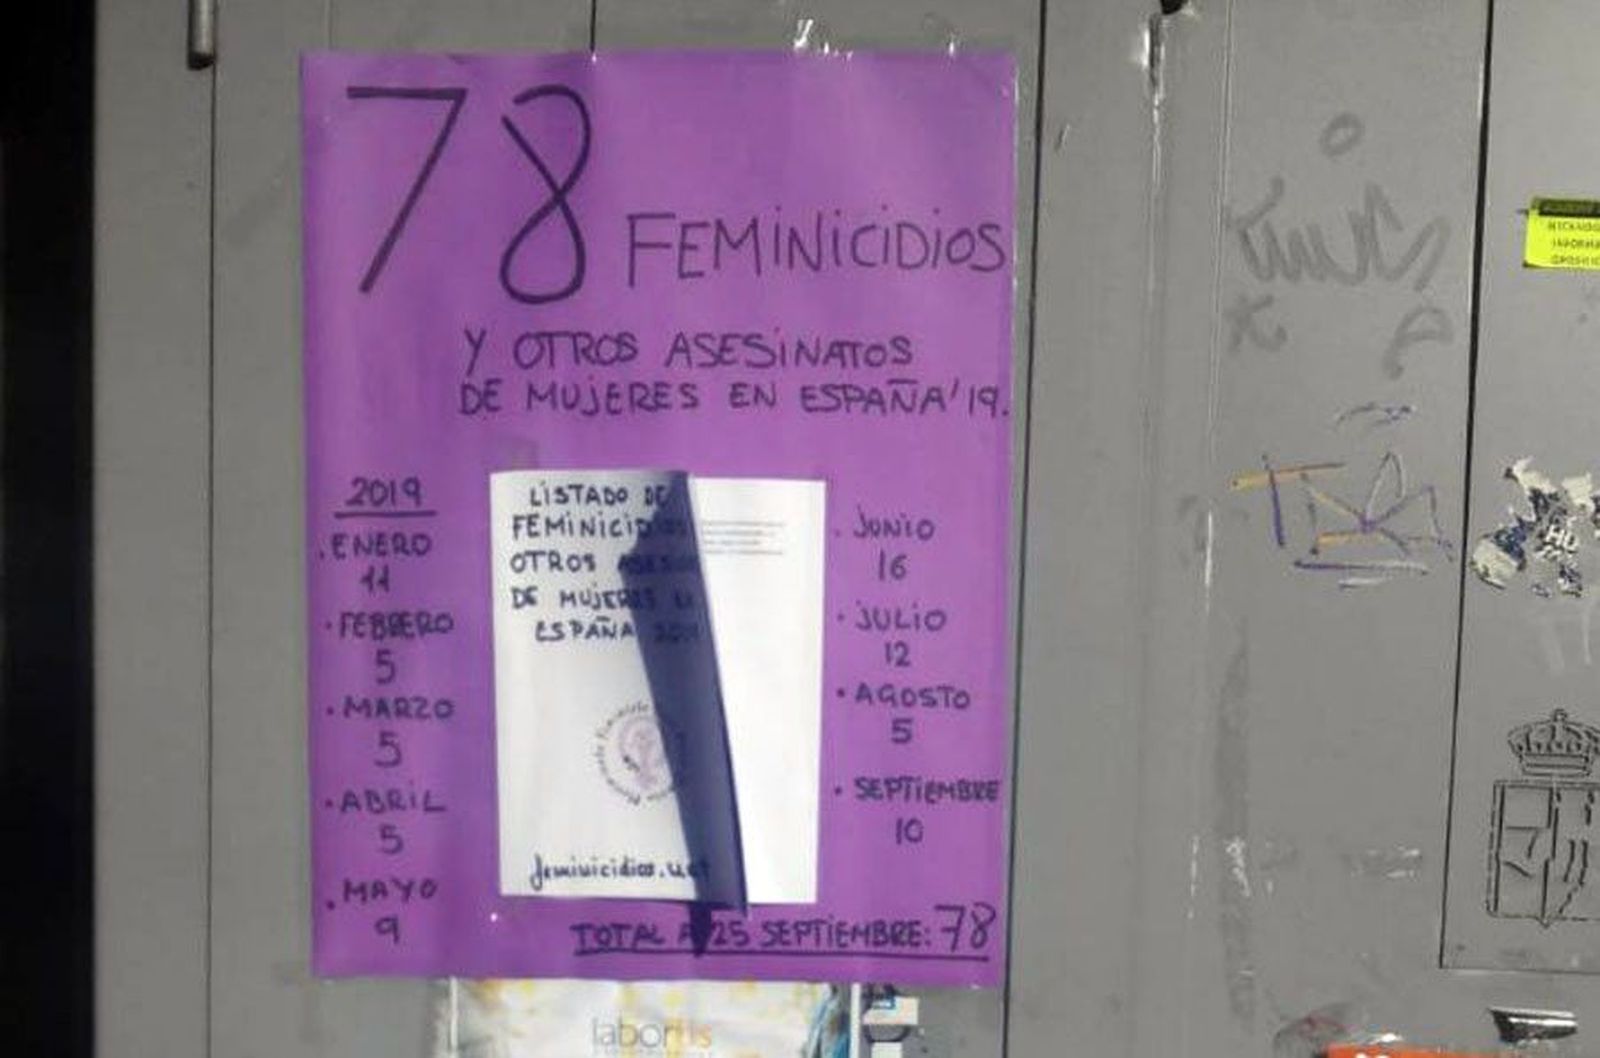 78 FEMINICIDIOS
Y OTROS ASESINATOS
DE MUJERES EN ESPAÑA'19.
2019
. ENERO
11
· FEBRERO
5
· MARZO
5
· ABRIL
5
. MAYO
9
LISTADO DE
FEMINICIDIOS
OTROS
DE MUJERES
ESPAÑA
feminicidios.net
· JUNIO
16
· JULIO
12
· AGOSTO
5
· SEPTIEMBRE
10
TOTAL A 25 SEPTIEMBRE: 78
labortis